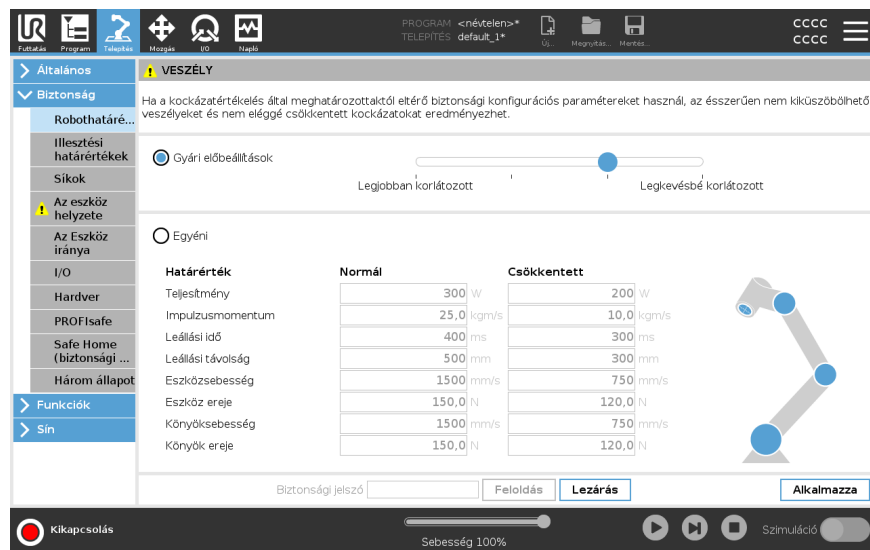 PROGRAM <névtelen>*
TELEPÍTÉS default_1*
CCCC
CCCC
Futtatás Program Telepítés Mozgás I/O Napló Új... Megnyitás... Mentés...
Általános
Biztonság
Robothatáré...
Illesztési határértékek
Síkok
Az eszköz helyzete
Az Eszköz iránya
I/O
Hardver
PROFIsafe
Safe Home (biztonsági ...
Három állapot
Funkciók
Sín
VESZÉLY
Ha a kockázatértékelés által meghatározottaktól eltérő biztonsági konfigurációs paramétereket használ, az ésszerűen nem kiküszöbölhető
veszélyeket és nem eléggé csökkentett kockázatokat eredményezhet.
Gyári előbeállítások
Legjobban korlátozott Legkevésbé korlátozott
Egyéni
Határérték Normál Csökkentett
Teljesítmény 300 W 200 W
Impulzusmomentum 25,0 kgm/s 10,0 kgm/s
Leállási idő 400 ms 300 ms
Leállási távolság 500 mm 300 mm
Eszközsebesség 1500 mm/s 750 mm/s
Eszköz ereje 150,0 N 120,0 N
Könyöksebesség 1500 mm/s 750 mm/s
Könyök ereje 150,0 N 120,0 N
Biztonsági jelszó Feloldás Lezárás Alkalmazza
Kikapcsolás
Sebesség 100%
Szimuláció